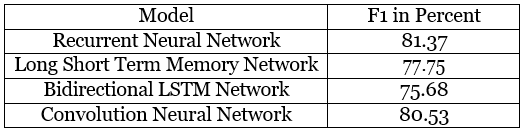 Model F1 in Percent
Recurrent Neural Network 81.37
Long Short Term Memory Network 77.75
Bidirectional LSTM Network 75.68
Convolution Neural Network 80.53